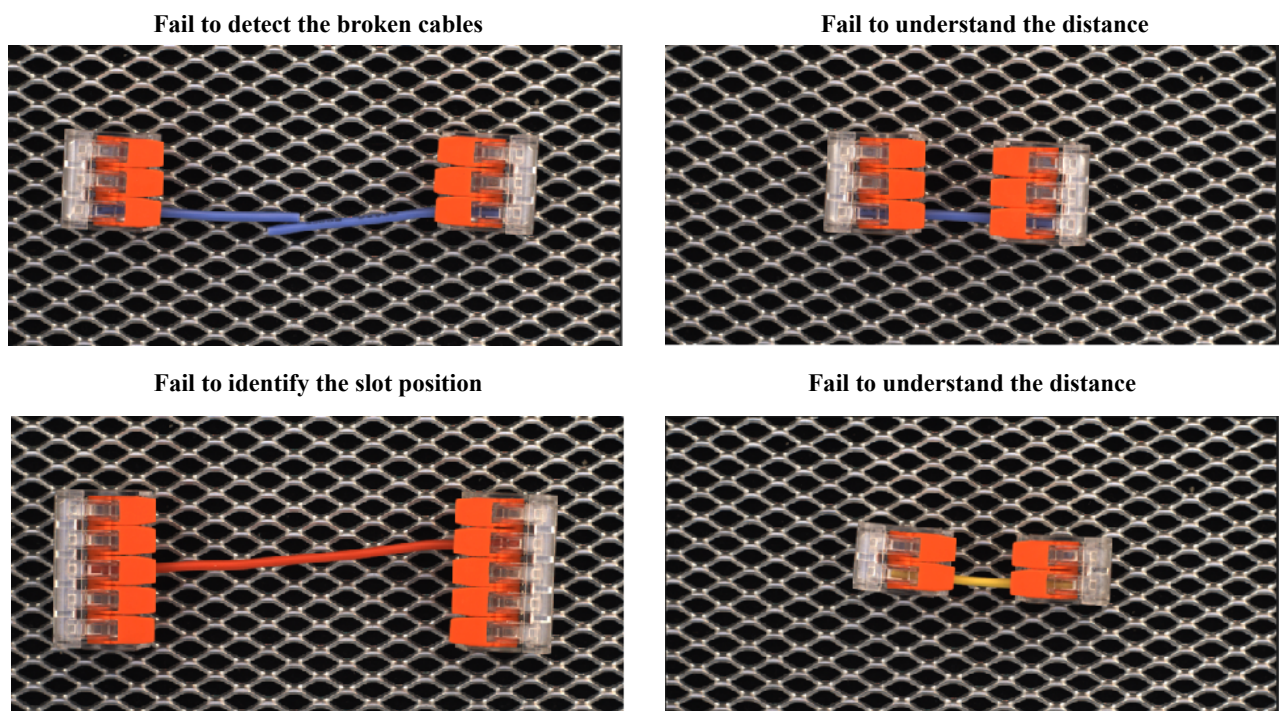 Fail to detect the broken cables
Fail to understand the distance
Fail to identify the slot position
Fail to understand the distance